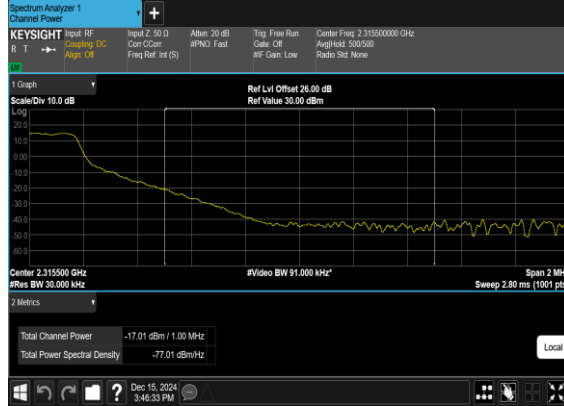 Spectrum Analyzer 1
Channel Power
+
KEYSIGHT
R T
Input: RF
Coupling: DC
Align: Off
Input Z: 50 Ω
Corr CCorr
Freq Ref: Int (S)
Atten: 20 dB
#PNO: Fast
Trig: Free Run
Gate: Off
#IF Gain: Low
Center Freq: 2.315500000 GHz
Avg|Hold: 500/500
Radio Std: None
1 Graph
Scale/Div 10.0 dB
Ref Lvl Offset 26.00 dB
Ref Value 30.00 dBm
Log
20.0
10.0
0.00
-10.0
-20.0
-30.0
-40.0
-50.0
-60.0
Center 2.315500 GHz
#Res BW 30.000 kHz
#Video BW 91.000 kHz*
Span 2 MH
Sweep 2.80 ms (1001 pts
2 Metrics
Total Channel Power -17.01 dBm / 1.00 MHz
Total Power Spectral Density -77.01 dBm/Hz
Local
?
Dec 15, 2024
3:46:33 PM